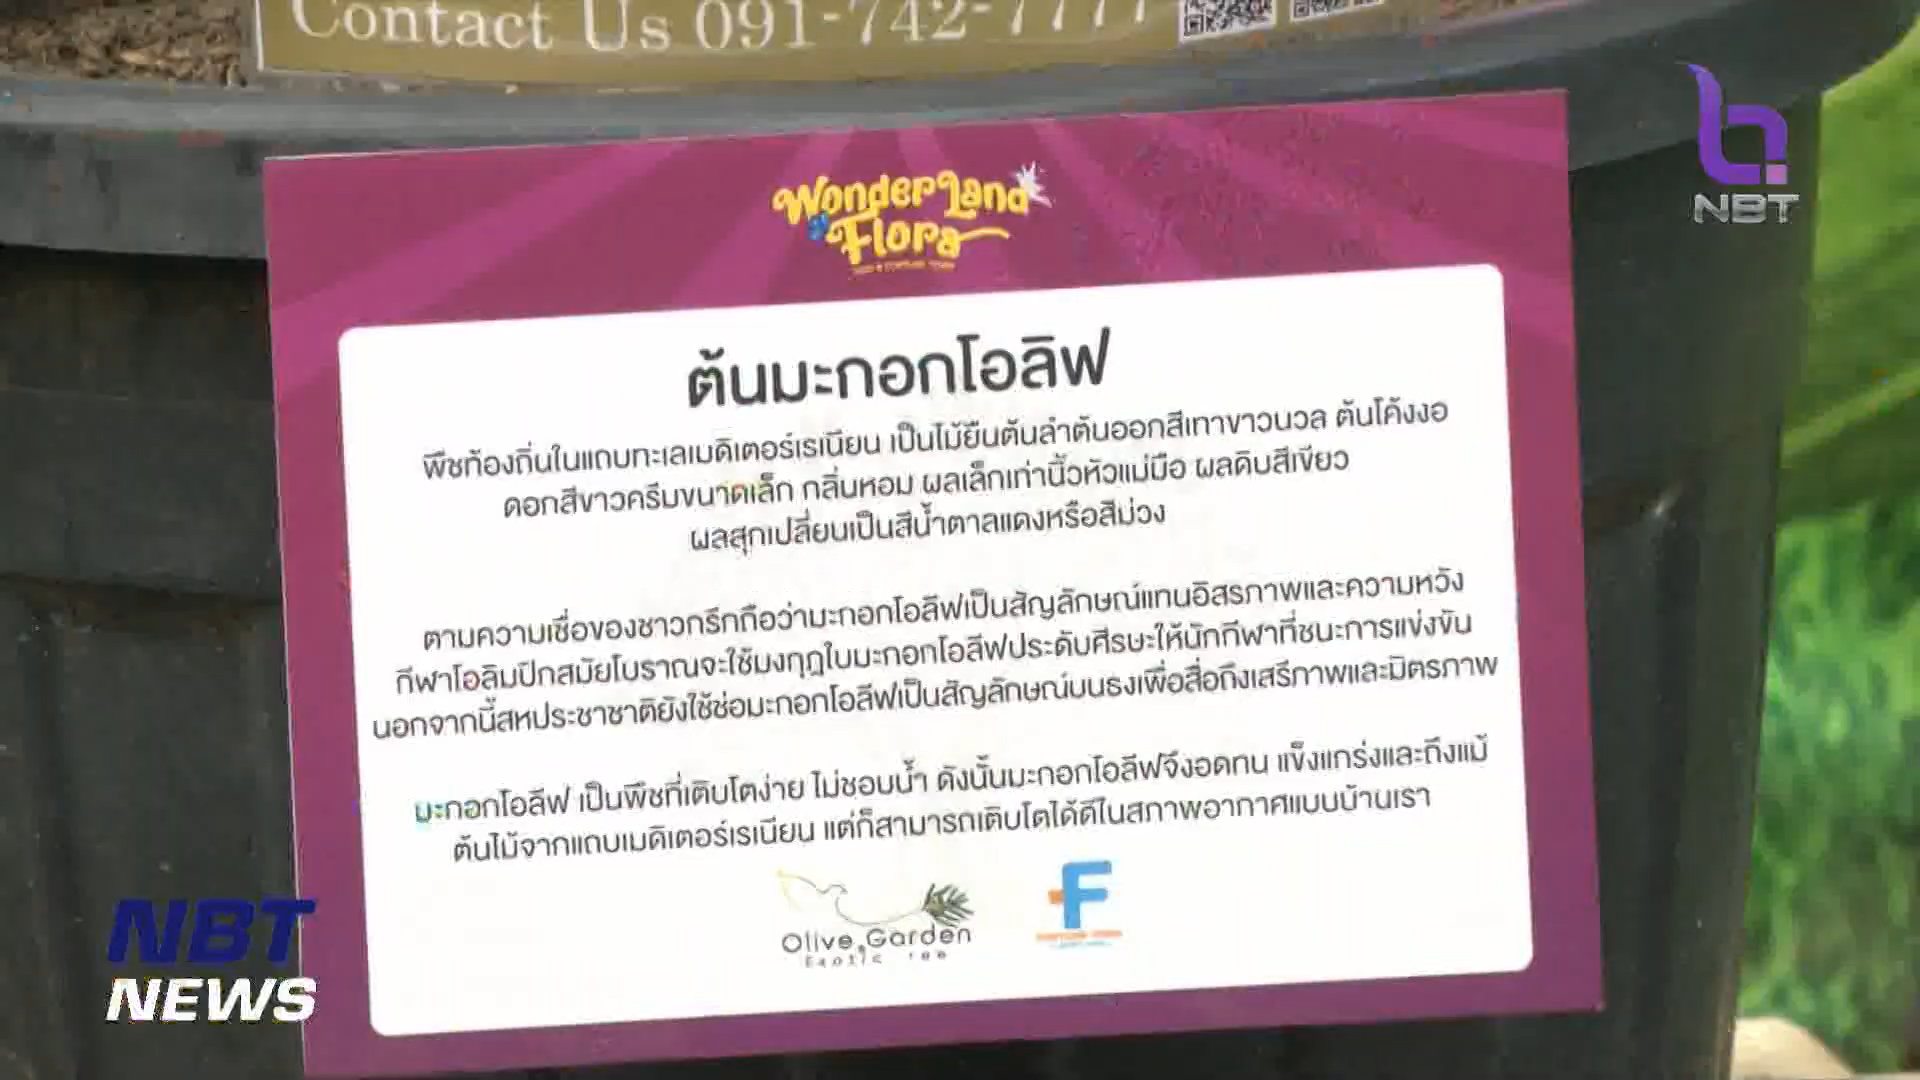 Contact Us 091-742-7777
NBT
WonderLand
of Flora
ต้นมะกอกโอลิฟ
พืชท้องถิ่นในแถบทะเลเมดิเตอร์เรเนียน เป็นไม้ยืนต้นลำต้นออกสีเทาขาวนวล ต้นโค้งงอ
ดอกสีขาวครีมขนาดเล็ก กลิ่นหอม ผลเล็กเท่านิ้วหัวแม่มือ ผลดิบสีเขียว
ผลสุกเปลี่ยนเป็นสีน้ำตาลแดงหรือสีม่วง
ตามความเชื่อของชาวกรีกถือว่ามะกอกโอลีฟเป็นสัญลักษณ์แทนอิสรภาพและความหวัง
กีฬาโอลิมปิกสมัยโบราณจะใช้มงกุฎใบมะกอกโอลีฟประดับศีรษะให้นักกีฬาที่ชนะการแข่งขัน
นอกจากนี้สหประชาชาติยังใช้ช่อมะกอกโอลีฟเป็นสัญลักษณ์บนธงเพื่อสื่อถึงเสรีภาพและมิตรภาพ
มะกอกโอลีฟ เป็นพืชที่เติบโตง่าย ไม่ชอบน้ำ ดังนั้นมะกอกโอลีฟจึงอดทน แข็งแกร่งและถึงแม้
ต้นไม้จากแถบเมดิเตอร์เรเนียน แต่ก็สามารถเติบโตได้ดีในสภาพอากาศแบบบ้านเรา
Olive Garden
F
NBT
NEWS